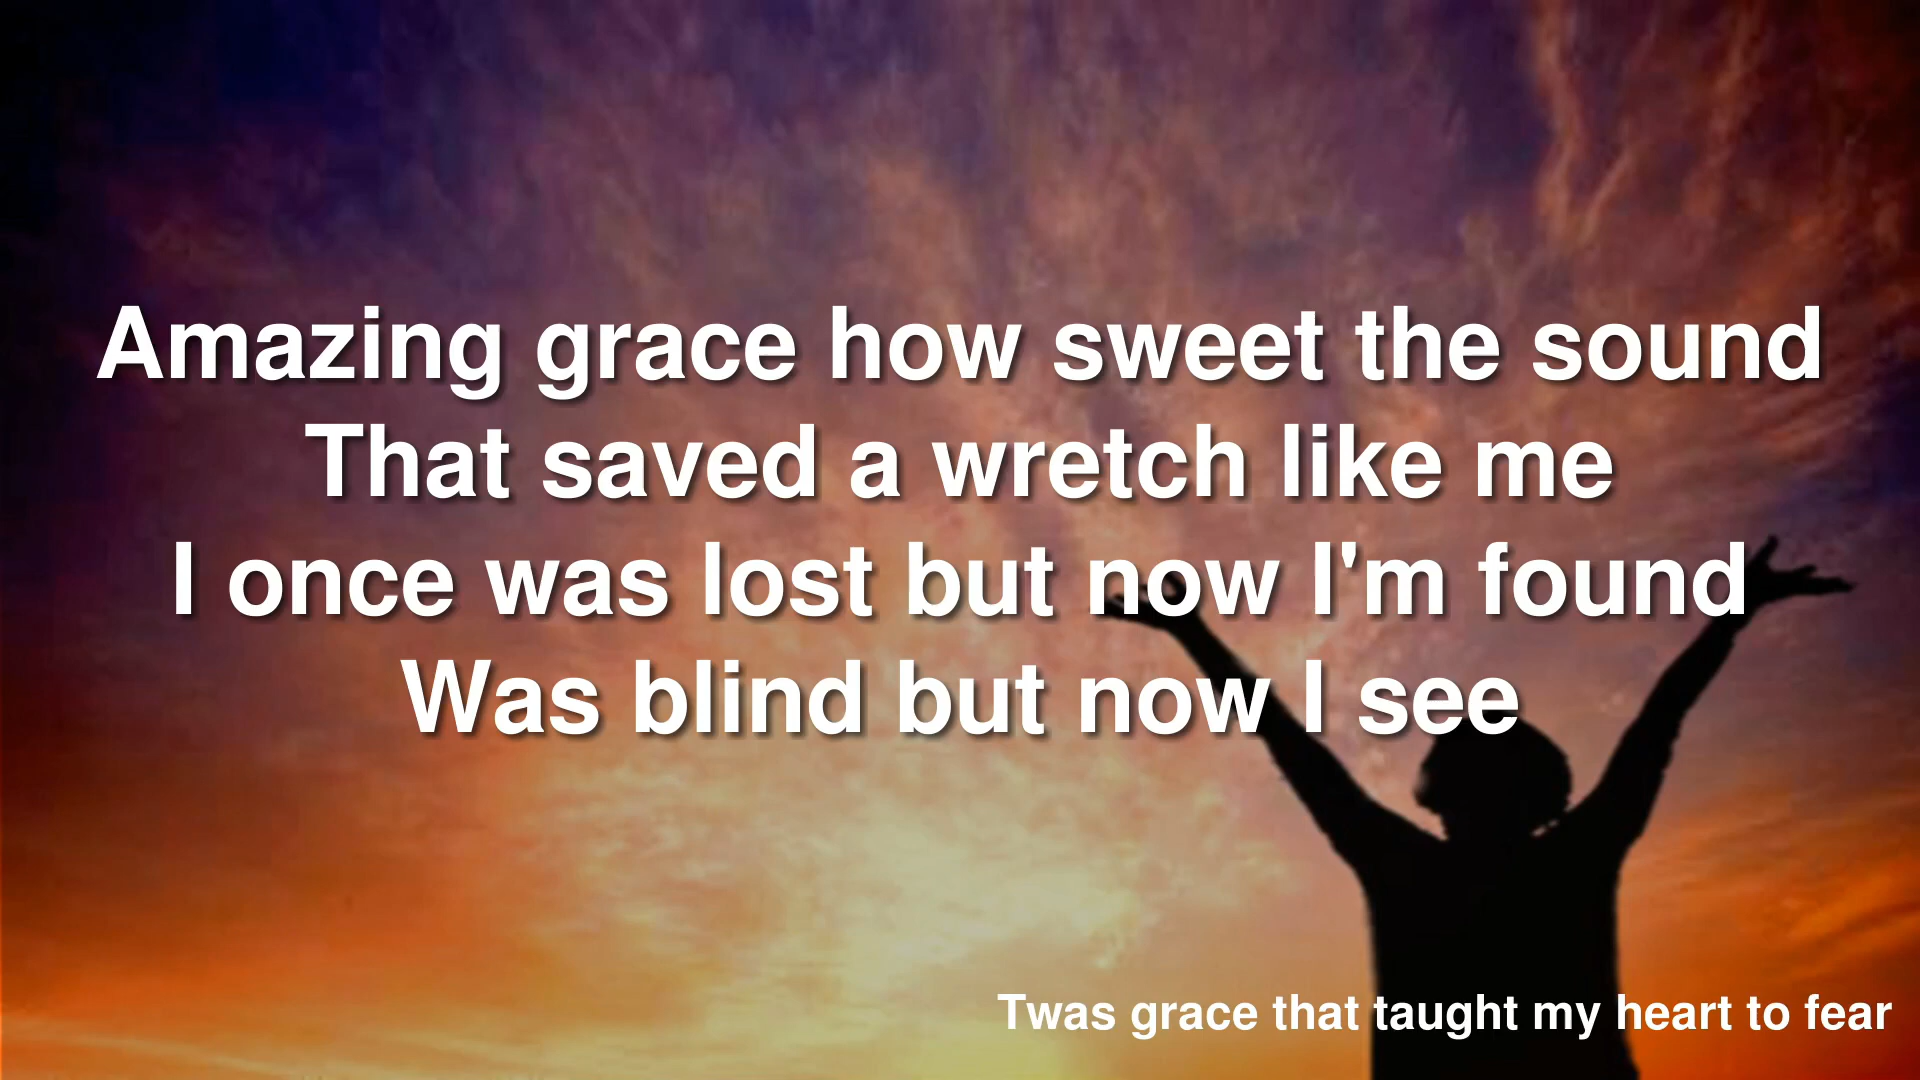 Amazing grace how sweet the sound
That saved a wretch like me
I once was lost but now I'm found
Was blind but now I see
Twas grace that taught my heart to fear